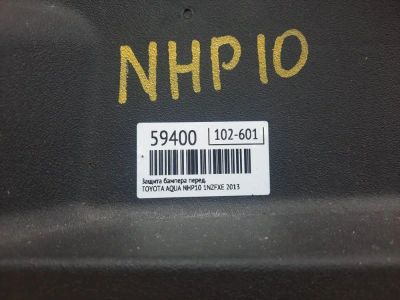 NHP10
59400 102-601
Защита бампера перед.
TOYOTA AQUA NHP10 1NZFXE 2013